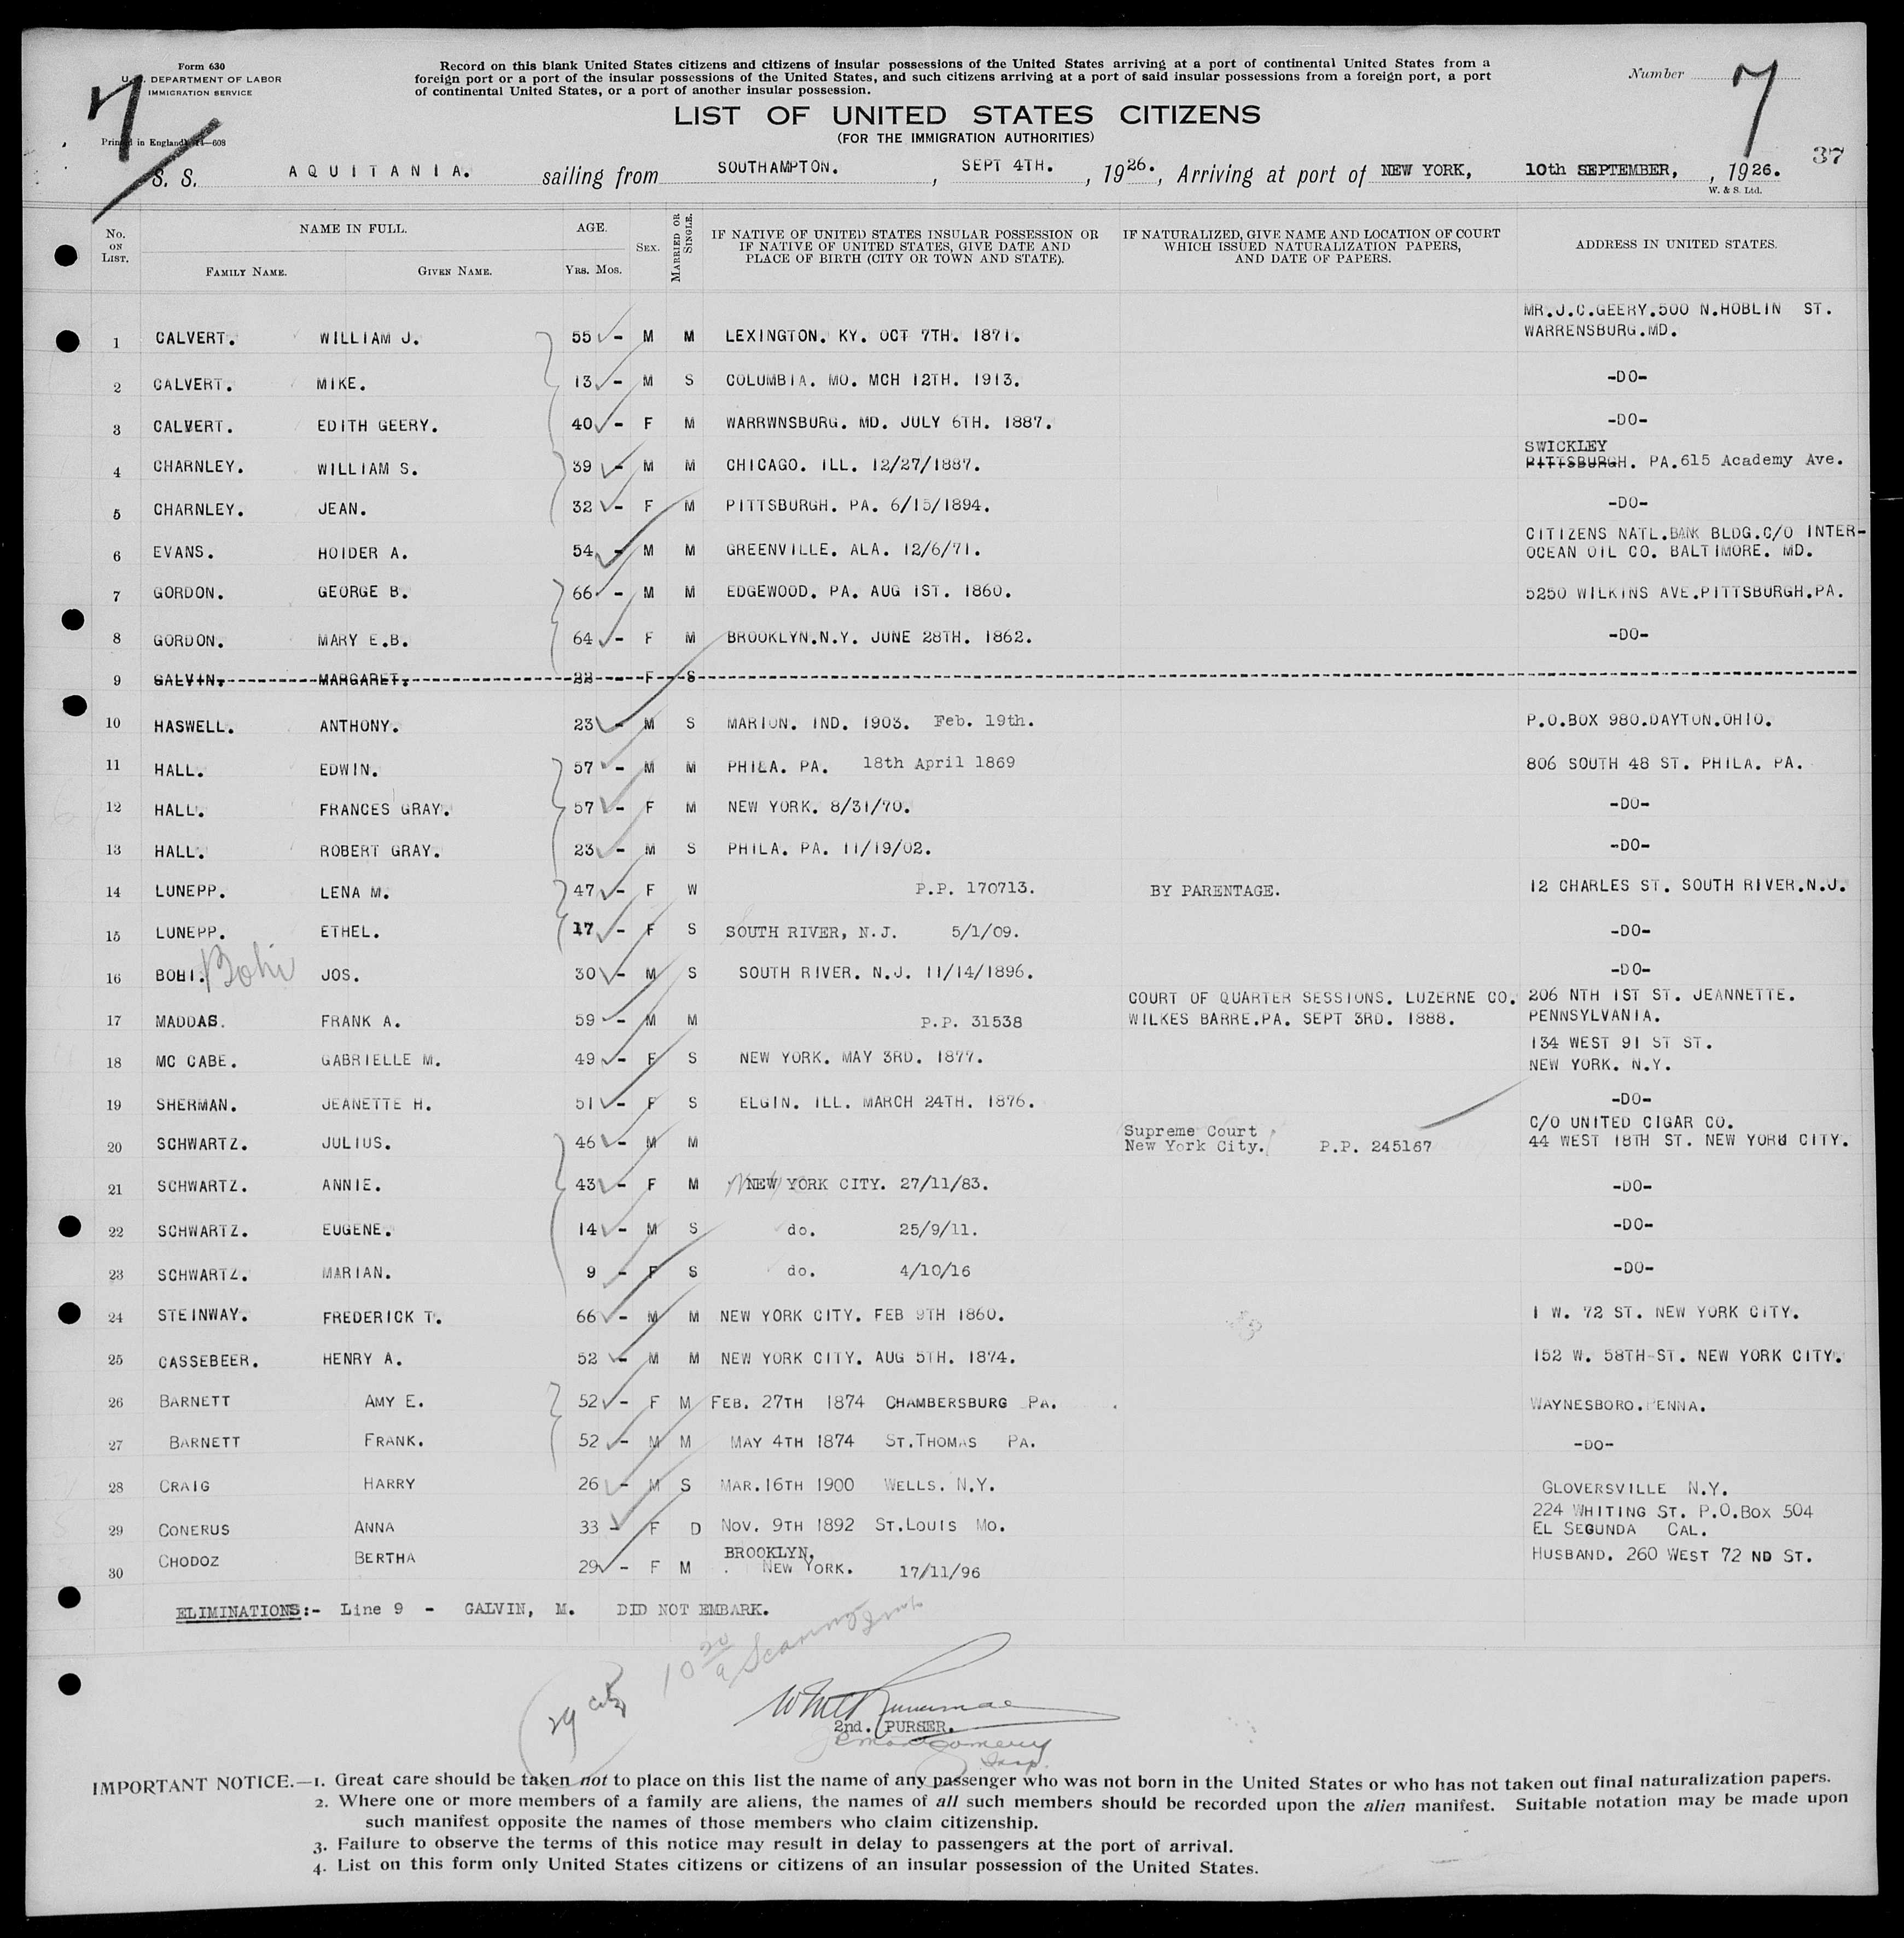 Form 630
U.S. DEPARTMENT OF LABOR
IMMIGRATION SERVICE
Printed in England 14—608
Record on this blank United States citizens and citizens of insular possessions of the United States arriving at a port of continental United States from a
foreign port or a port of the insular possessions of the United States, and such citizens arriving at a port of said insular possessions from a foreign port, a port
of continental United States, or a port of another insular possession.
Number 7
7
37
LIST OF UNITED STATES CITIZENS
(FOR THE IMMIGRATION AUTHORITIES)
S. S. AQUITANIA. sailing from SOUTHAMPTON. , SEPT 4TH. , 1926. , Arriving at port of NEW YORK, 10th SEPTEMBER, , 1926.
W. & S. Ltd.
No. ON LIST. NAME IN FULL. FAMILY NAME. GIVEN NAME. AGE. YRS. MOS. SEX. MARRIED OR SINGLE. IF NATIVE OF UNITED STATES INSULAR POSSESSION OR IF NATIVE OF UNITED STATES, GIVE DATE AND PLACE OF BIRTH (CITY OR TOWN AND STATE). IF NATURALIZED, GIVE NAME AND LOCATION OF COURT WHICH ISSUED NATURALIZATION PAPERS, AND DATE OF PAPERS. ADDRESS IN UNITED STATES.
1 CALVERT. WILLIAM J. 55 - M M LEXINGTON. KY. OCT 7TH. 1871. MR.J.C.GEERY.500 N.HOBLIN ST. WARRENSBURG.MD.
2 CALVERT. MIKE. 13 - M S COLUMBIA. MO. MCH 12TH. 1913. -DO-
3 CALVERT. EDITH GEERY. 40 - F M WARRWNSBURG. MD. JULY 6TH. 1887. -DO-
4 CHARNLEY. WILLIAM S. 39 - M M CHICAGO. ILL. 12/27/1887. SWICKLEY PITTSBURGH. PA.615 Academy Ave.
5 CHARNLEY. JEAN. 32 - F M PITTSBURGH. PA. 6/15/1894. -DO-
6 EVANS. HOIDER A. 54 - M M GREENVILLE. ALA. 12/6/71. CITIZENS NATL.BANK BLDG.C/O INTER-OCEAN OIL CO. BALTIMORE. MD.
7 GORDON. GEORGE B. 66 - M M EDGEWOOD. PA. AUG 1ST. 1860. 5250 WILKINS AVE.PITTSBURGH.PA.
8 GORDON. MARY E.B. 64 - F M BROOKLYN.N.Y. JUNE 28TH. 1862. -DO-
9 GALVIN. MARGARET. 22 - F S
10 HASWELL. ANTHONY. 23 - M S MARION. IND. 1903. Feb. 19th. P.O.BOX 980.DAYTON.OHIO.
11 HALL. EDWIN. 57 - M M PHILA. PA. 18th April 1869 806 SOUTH 48 ST. PHILA. PA.
12 HALL. FRANCES GRAY. 57 - F M NEW YORK. 8/31/70. -DO-
13 HALL. ROBERT GRAY. 23 - M S PHILA. PA. 11/19/02. -DO-
14 LUNEPP. LENA M. 47 - F W P.P. 170713. BY PARENTAGE. 12 CHARLES ST. SOUTH RIVER.N.J.
15 LUNEPP. ETHEL. 17 - F S SOUTH RIVER, N.J. 5/1/09. -DO-
16 BOHI. Bohi JOS. 30 - M S SOUTH RIVER. N.J. 11/14/1896. -DO-
17 MADDAS. FRANK A. 59 - M M P.P. 31538 COURT OF QUARTER SESSIONS. LUZERNE CO. WILKES BARRE.PA. SEPT 3RD. 1888. 206 NTH 1ST ST. JEANNETTE. PENNSYLVANIA.
18 MC CABE. GABRIELLE M. 49 - F S NEW YORK. MAY 3RD. 1877. 134 WEST 91 ST ST. NEW YORK. N.Y.
19 SHERMAN. JEANETTE H. 51 - F S ELGIN. ILL. MARCH 24TH. 1876. -DO-
20 SCHWARTZ. JULIUS. 46 - M M Supreme Court New York City. P.P. 245167 C/O UNITED CIGAR CO. 44 WEST 18TH ST. NEW YORU CITY.
21 SCHWARTZ. ANNIE. 43 - F M NEW YORK CITY. 27/11/83. -DO-
22 SCHWARTZ. EUGENE. 14 - M S do. 25/9/11. -DO-
23 SCHWARTZ. MARIAN. 9 - F S do. 4/10/16 -DO-
24 STEINWAY. FREDERICK T. 66 - M M NEW YORK CITY. FEB 9TH 1860. 1 W. 72 ST. NEW YORK CITY.
25 CASSEBEER. HENRY A. 52 - M M NEW YORK CITY. AUG 5TH. 1874. 152 W. 58TH ST. NEW YORK CITY.
26 BARNETT AMY E. 52 - F M FEB. 27TH 1874 CHAMBERSBURG PA. WAYNESBORO.PENNA.
27 BARNETT FRANK. 52 - M M MAY 4TH 1874 ST.THOMAS PA. -DO-
28 CRAIG HARRY 26 - M S MAR.16TH 1900 WELLS. N.Y. GLOVERSVILLE N.Y.
29 CONERUS ANNA 33 - F D NOV. 9TH 1892 ST.LOUIS MO. 224 WHITING ST. P.O.BOX 504 EL SEGUNDA CAL.
30 CHODOZ BERTHA 29 - F M BROOKLYN, NEW YORK. 17/11/96 HUSBAND. 260 WEST 72 ND ST.
ELIMINATIONS:- Line 9 - GALVIN, M. DID NOT EMBARK.
29
2nd. PURSER.
Montgomery
Insp.
IMPORTANT NOTICE.—1. Great care should be taken not to place on this list the name of any passenger who was not born in the United States or who has not taken out final naturalization papers.
2. Where one or more members of a family are aliens, the names of all such members should be recorded upon the alien manifest. Suitable notation may be made upon
such manifest opposite the names of those members who claim citizenship.
3. Failure to observe the terms of this notice may result in delay to passengers at the port of arrival.
4. List on this form only United States citizens or citizens of an insular possession of the United States.